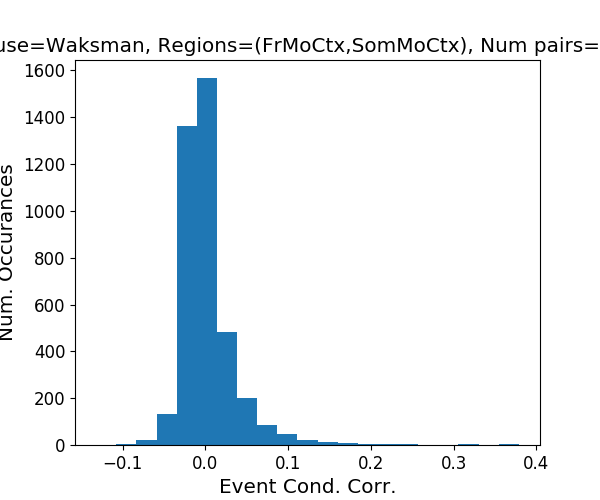 use=Waksman, Regions=(FrMoCtx,SomMoCtx), Num pairs=
Num. Occurances
1600
1400
1200
1000
800
600
400
200
0
−0.1 0.0 0.1 0.2 0.3 0.4
Event Cond. Corr.